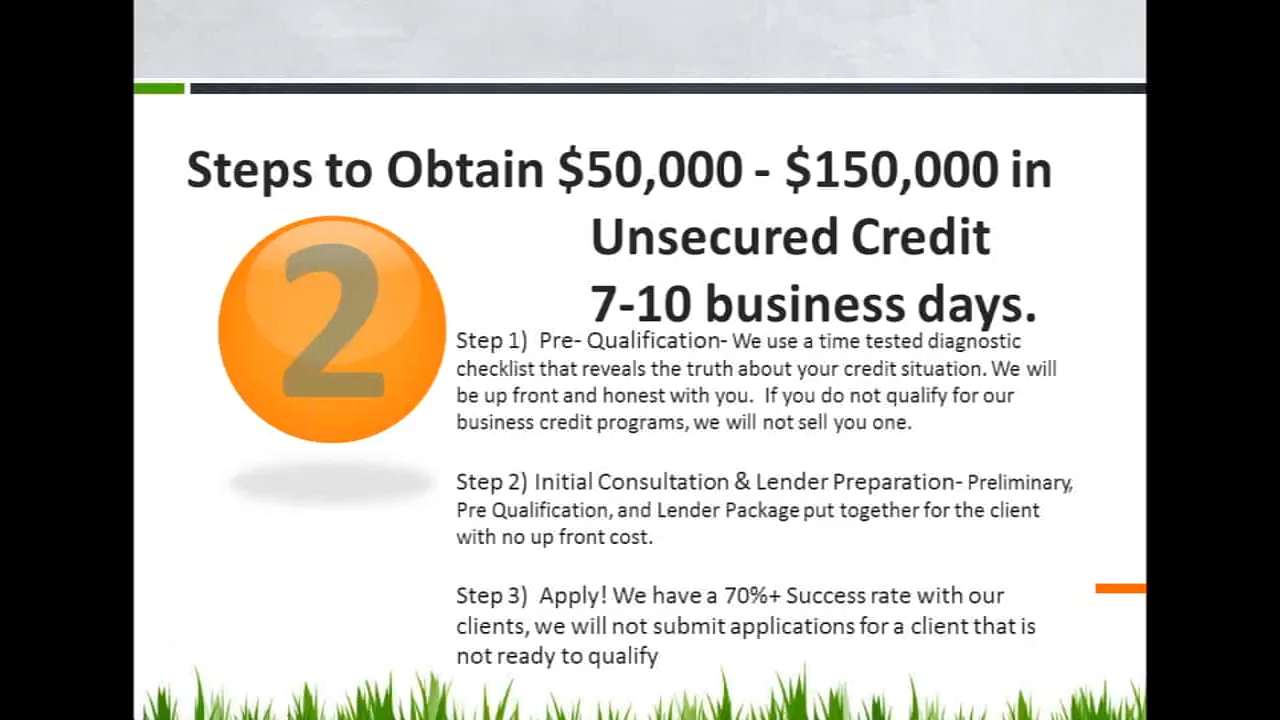 Steps to Obtain $50,000 - $150,000 in
Unsecured Credit
7-10 business days.
2
Step 1)  Pre- Qualification- We use a time tested diagnostic
checklist that reveals the truth about your credit situation. We will
be up front and honest with you.  If you do not qualify for our
business credit programs, we will not sell you one.
Step 2) Initial Consultation & Lender Preparation- Preliminary,
Pre Qualification, and Lender Package put together for the client
with no up front cost.
Step 3)  Apply! We have a 70%+ Success rate with our
clients, we will not submit applications for a client that is
not ready to qualify